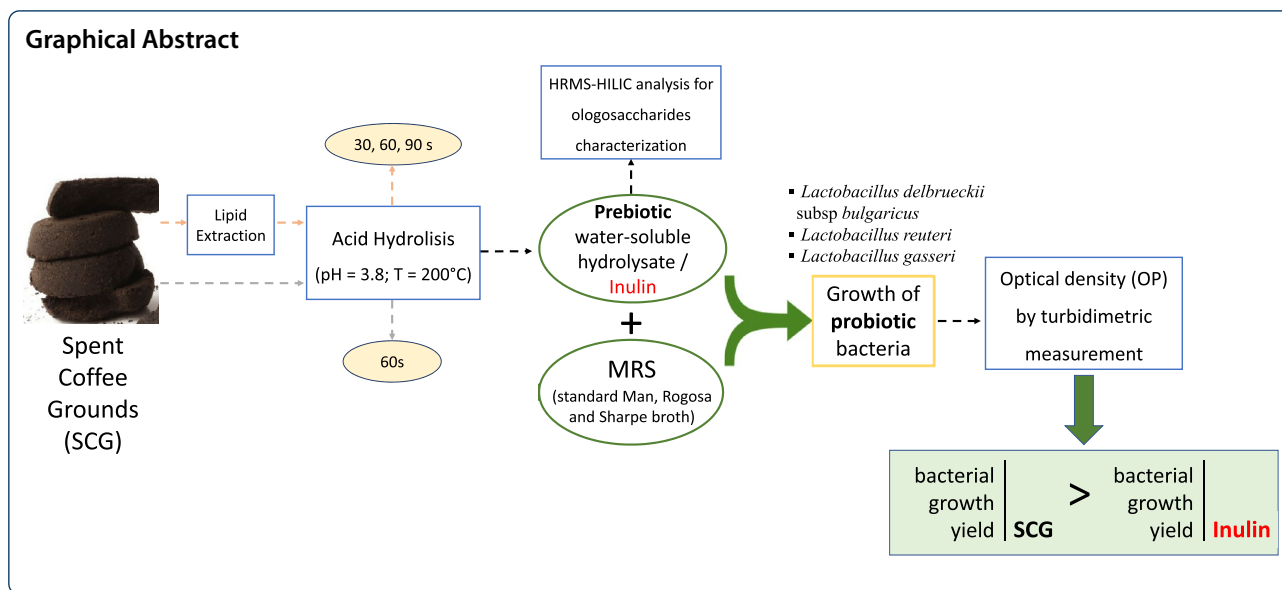 Graphical Abstract
Spent
Coffee
Grounds
(SCG)
Lipid
Extraction
30, 60, 90 s
Acid Hydrolisis
(pH = 3.8; T = 200°C)
60s
HRMS-HILIC analysis for
ologosaccharides
characterization
Prebiotic
water-soluble
hydrolysate /
Inulin
+
MRS
(standard Man, Rogosa
and Sharpe broth)
▪ Lactobacillus delbrueckii
subsp bulgaricus
▪ Lactobacillus reuteri
▪ Lactobacillus gasseri
Growth of
probiotic
bacteria
Optical density (OP)
by turbidimetric
measurement
bacterial
growth
yield SCG
>
bacterial
growth
yield Inulin